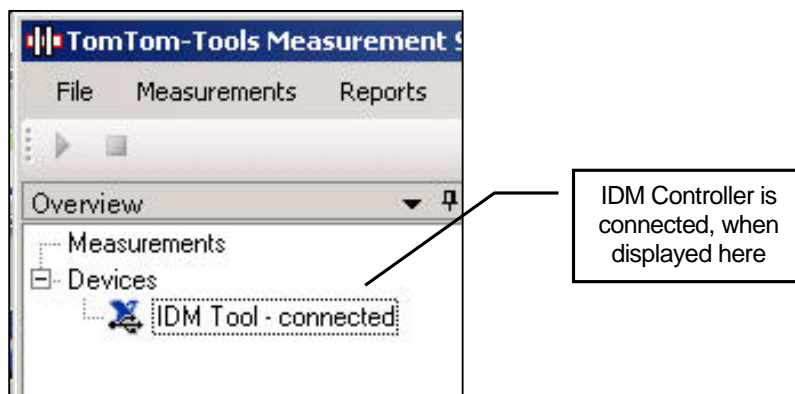 TomTom-Tools Measurement S
File Measurements Reports
Overview
Measurements
Devices
IDM Tool - connected
IDM Controller is
connected, when
displayed here